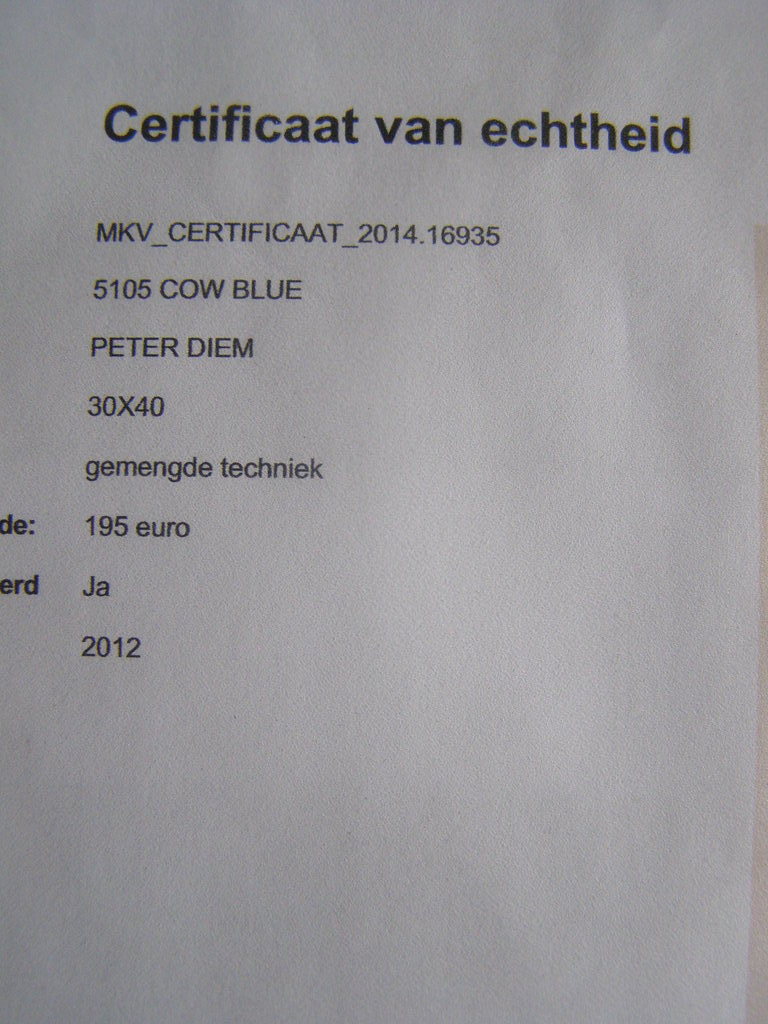 Certificaat van echtheid
MKV_CERTIFICAAT_2014.16935
5105 COW BLUE
PETER DIEM
30X40
gemengde techniek
de: 195 euro
erd Ja
2012